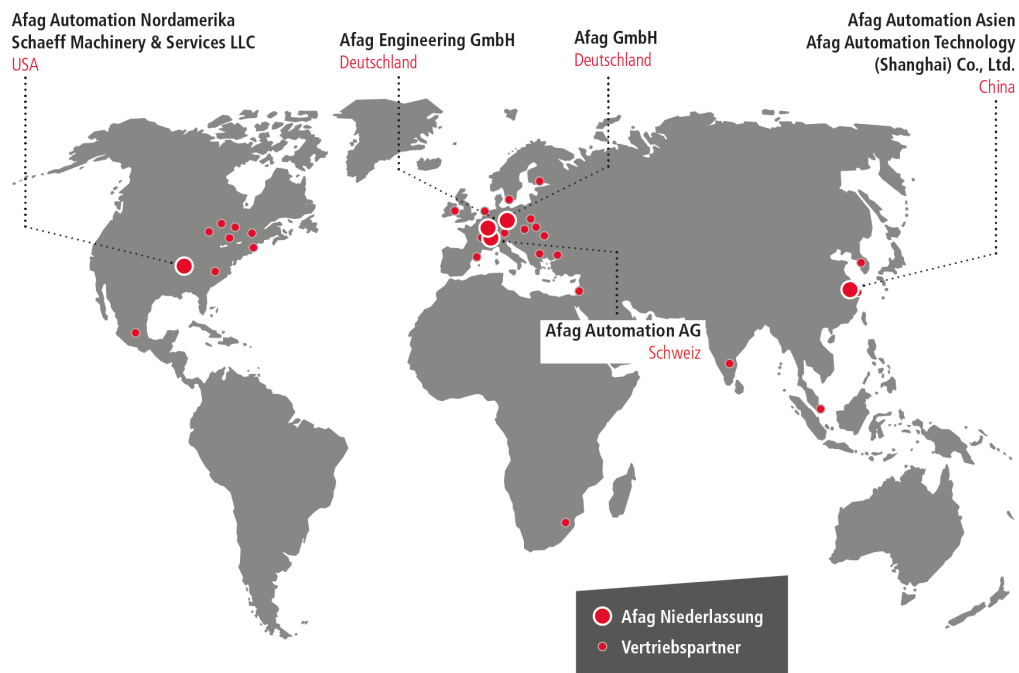 Afag Automation Nordamerika
Schaeff Machinery & Services LLC
USA
Afag Engineering GmbH
Deutschland
Afag GmbH
Deutschland
Afag Automation Asien
Afag Automation Technology
(Shanghai) Co., Ltd.
China
Afag Automation AG
Schweiz
Afag Niederlassung
Vertriebspartner